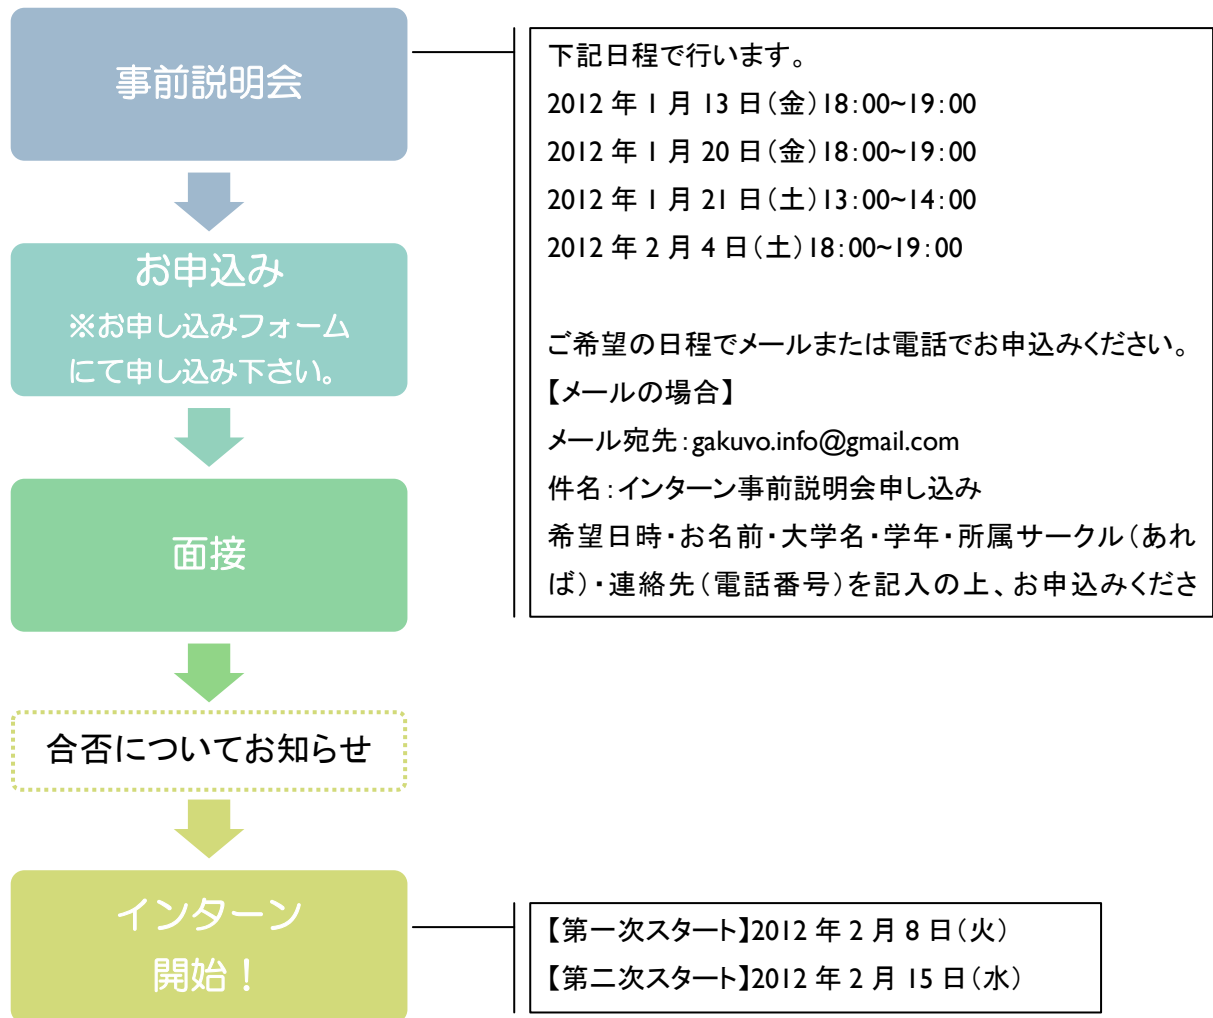 事前説明会
下記日程で行います。
2012 年 1 月 13 日（金）18：00~19：00
2012 年 1 月 20 日（金）18：00~19：00
2012 年 1 月 21 日（土）13：00~14：00
2012 年 2 月 4 日（土）18：00~19：00
ご希望の日程でメールまたは電話でお申込みください。
【メールの場合】
メール宛先：gakuvo.info@gmail.com
件名：インターン事前説明会申し込み
希望日時・お名前・大学名・学年・所属サークル（あれ
ば）・連絡先（電話番号）を記入の上、お申込みくださ
お申込み
※お申し込みフォーム
にて申し込み下さい。
面接
合否についてお知らせ
インターン
開始！
【第一次スタート】2012 年 2 月 8 日（火）
【第二次スタート】2012 年 2 月 15 日（水）